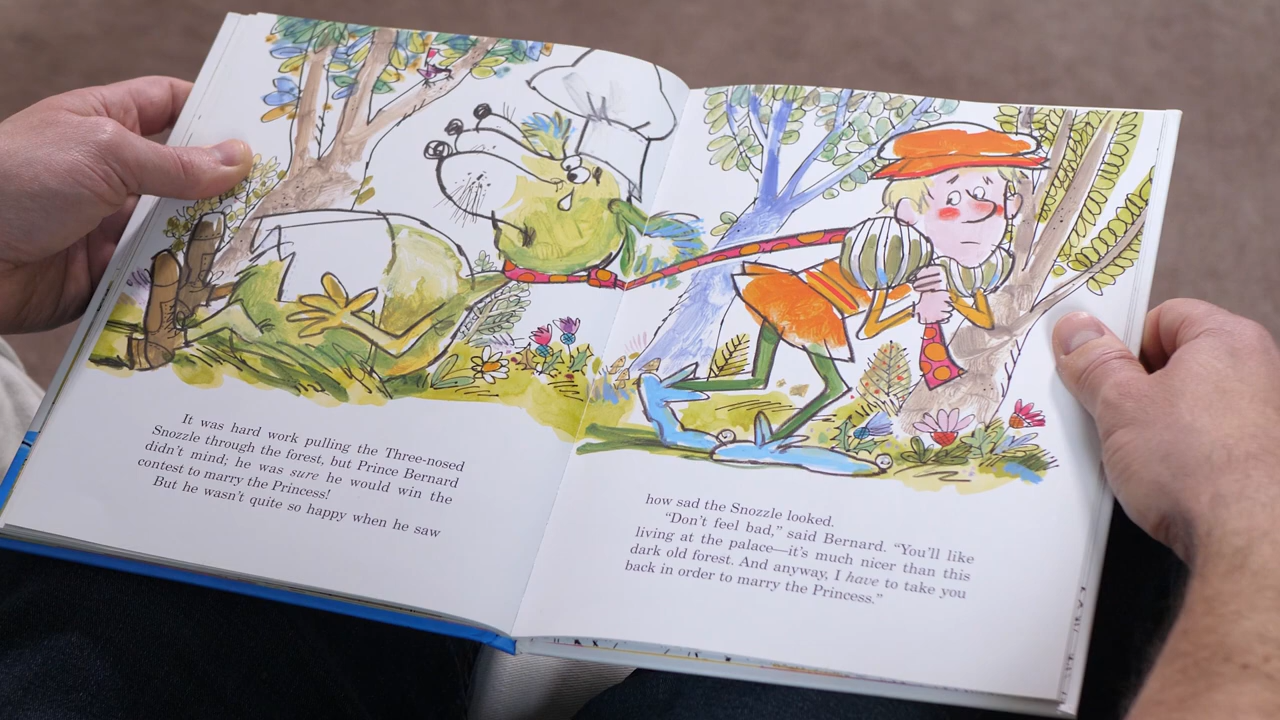 It was hard work pulling the Three-nosed
Snozzle through the forest, but Prince Bernard
didn't mind; he was sure he would win the
contest to marry the Princess!
But he wasn't quite so happy when he saw
how sad the Snozzle looked.
"Don't feel bad," said Bernard. "You'll like
living at the palace—it's much nicer than this
dark old forest. And anyway, I have to take you
back in order to marry the Princess."